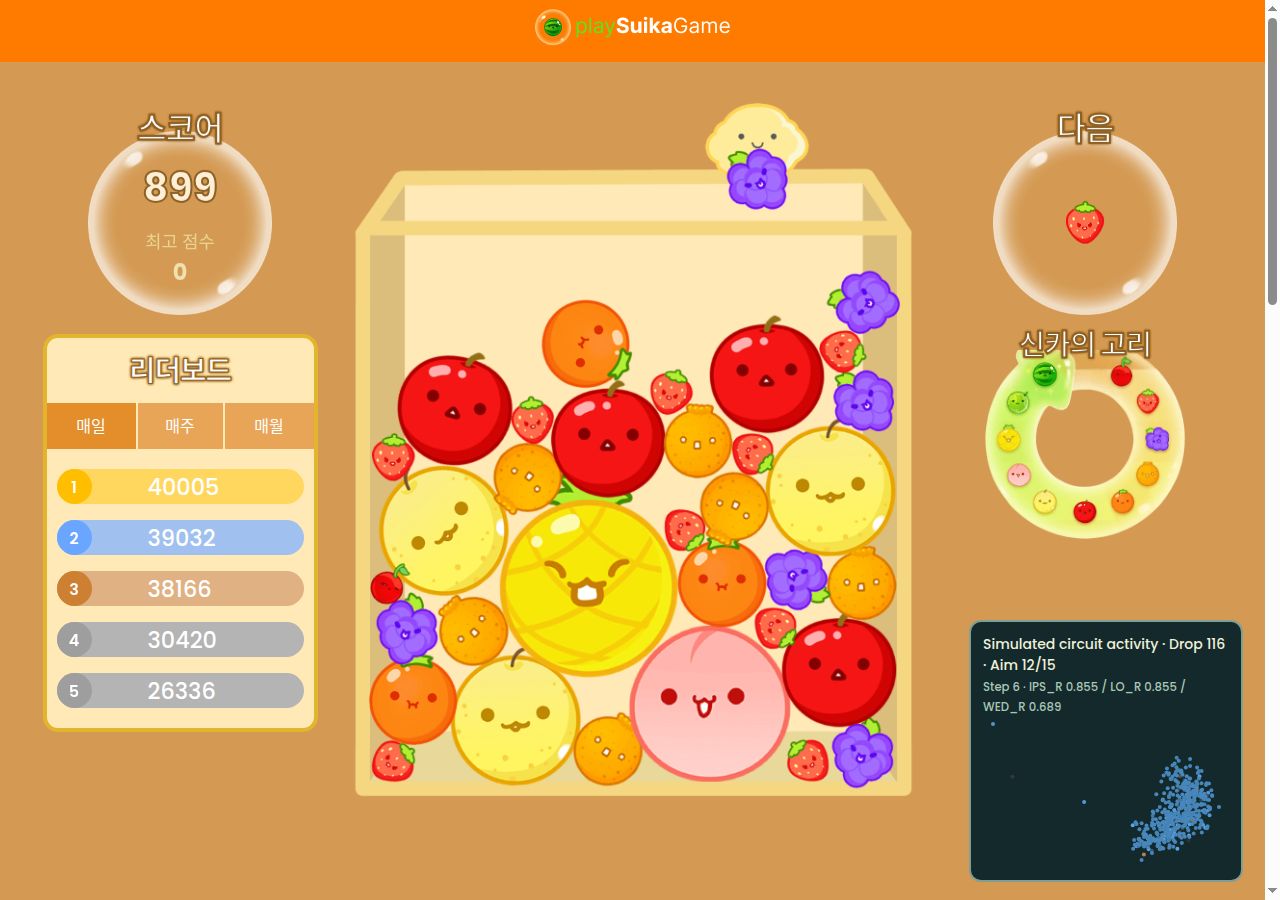 playSuikaGame
스코어
899
최고 점수
0
리더보드
매일 매주 매월
1 40005
2 39032
3 38166
4 30420
5 26336
다음
신카의 고리
Simulated circuit activity · Drop 116
· Aim 12/15
Step 6 · IPS_R 0.855 / LO_R 0.855 /
WED_R 0.689